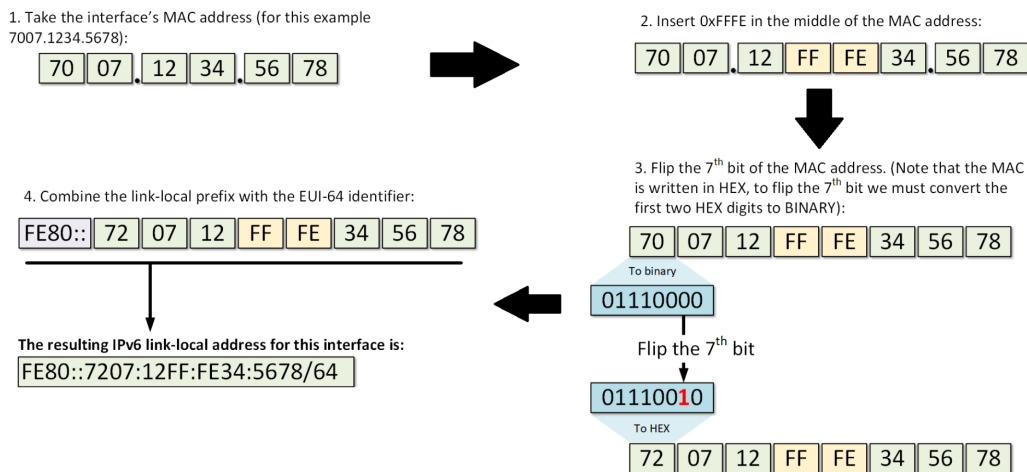 1. Take the interface's MAC address (for this example
7007.1234.5678):
70 07 . 12 34 . 56 78
2. Insert 0xFFFE in the middle of the MAC address:
70 07 . 12 FF FE 34 . 56 78
3. Flip the 7th bit of the MAC address. (Note that the MAC
is written in HEX, to flip the 7th bit we must convert the
first two HEX digits to BINARY):
70 07 12 FF FE 34 56 78
To binary
01110000
Flip the 7th bit
01110010
To HEX
72 07 12 FF FE 34 56 78
4. Combine the link-local prefix with the EUI-64 identifier:
FE80:: 72 07 12 FF FE 34 56 78
The resulting IPv6 link-local address for this interface is:
FE80::7207:12FF:FE34:5678/64